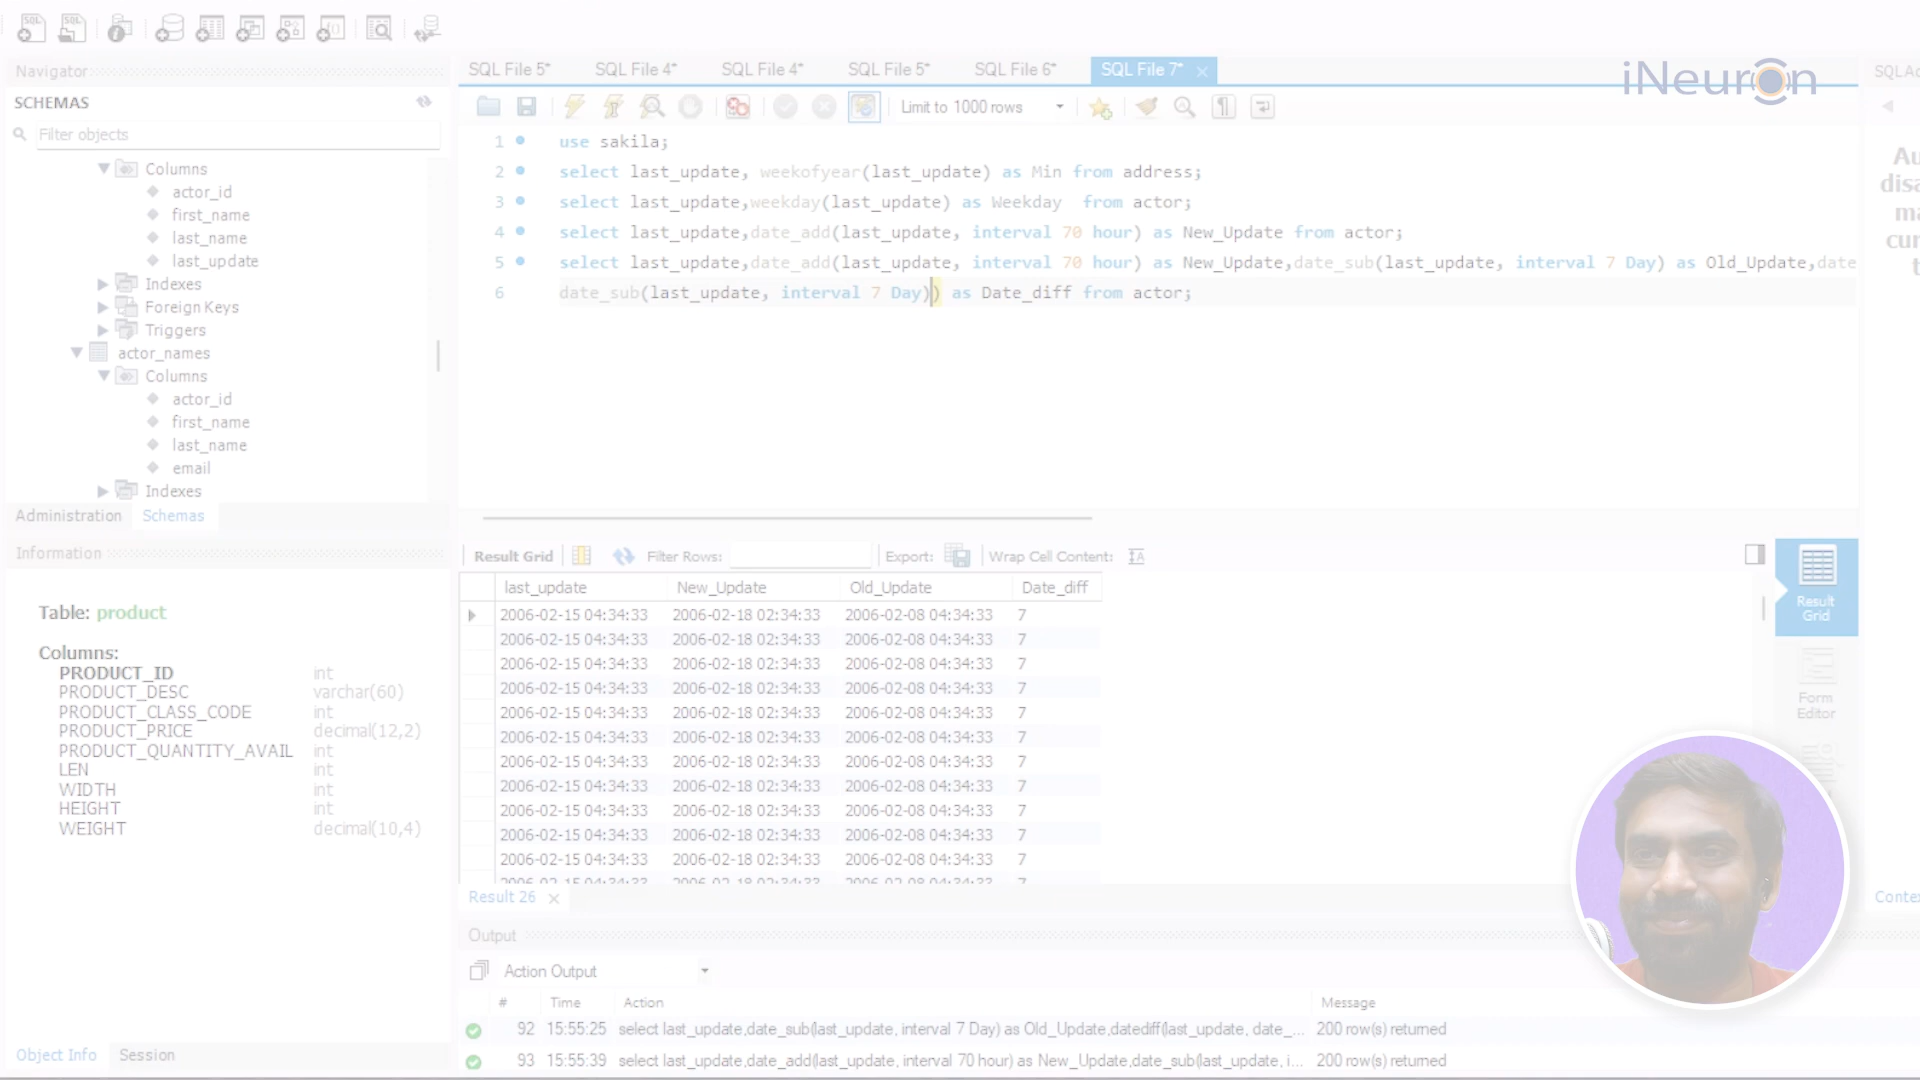 SQL File 5*
SQL File 4*
SQL File 4*
SQL File 5*
SQL File 6*
SQL File 7*
iNeuron
Navigator
SCHEMAS
Filter objects
Columns
actor_id
first_name
last_name
last_update
Indexes
Foreign Keys
Triggers
actor_names
Columns
actor_id
first_name
last_name
email
Indexes
Administration Schemas
Information
Table: product
Columns:
PRODUCT_ID int
PRODUCT_DESC varchar(60)
PRODUCT_CLASS_CODE int
PRODUCT_PRICE decimal(12,2)
PRODUCT_QUANTITY_AVAIL int
LEN int
WIDTH int
HEIGHT int
WEIGHT decimal(10,4)
Object Info Session
Limit to 1000 rows
1 use sakila;
2 select last_update, weekofyear(last_update) as Min from address;
3 select last_update,weekday(last_update) as Weekday from actor;
4 select last_update,date_add(last_update, interval 70 hour) as New_Update from actor;
5 select last_update,date_add(last_update, interval 70 hour) as New_Update,date_sub(last_update, interval 7 Day) as Old_Update,date
6 date_sub(last_update, interval 7 Day)) as Date_diff from actor;
Result Grid Filter Rows: Export: Wrap Cell Content:
last_update New_Update Old_Update Date_diff
2006-02-15 04:34:33 2006-02-18 02:34:33 2006-02-08 04:34:33 7
2006-02-15 04:34:33 2006-02-18 02:34:33 2006-02-08 04:34:33 7
2006-02-15 04:34:33 2006-02-18 02:34:33 2006-02-08 04:34:33 7
2006-02-15 04:34:33 2006-02-18 02:34:33 2006-02-08 04:34:33 7
2006-02-15 04:34:33 2006-02-18 02:34:33 2006-02-08 04:34:33 7
2006-02-15 04:34:33 2006-02-18 02:34:33 2006-02-08 04:34:33 7
2006-02-15 04:34:33 2006-02-18 02:34:33 2006-02-08 04:34:33 7
2006-02-15 04:34:33 2006-02-18 02:34:33 2006-02-08 04:34:33 7
2006-02-15 04:34:33 2006-02-18 02:34:33 2006-02-08 04:34:33 7
2006-02-15 04:34:33 2006-02-18 02:34:33 2006-02-08 04:34:33 7
2006-02-15 04:34:33 2006-02-18 02:34:33 2006-02-08 04:34:33 7
Result
Grid
Form
Editor
Result 26
Output
Action Output
# Time Action Message
92 15:55:25 select last_update,date_sub(last_update, interval 7 Day) as Old_Update,datediff(last_update, date_... 200 row(s) returned
93 15:55:39 select last_update,date_add(last_update, interval 70 hour) as New_Update,date_sub(last_update, i... 200 row(s) returned